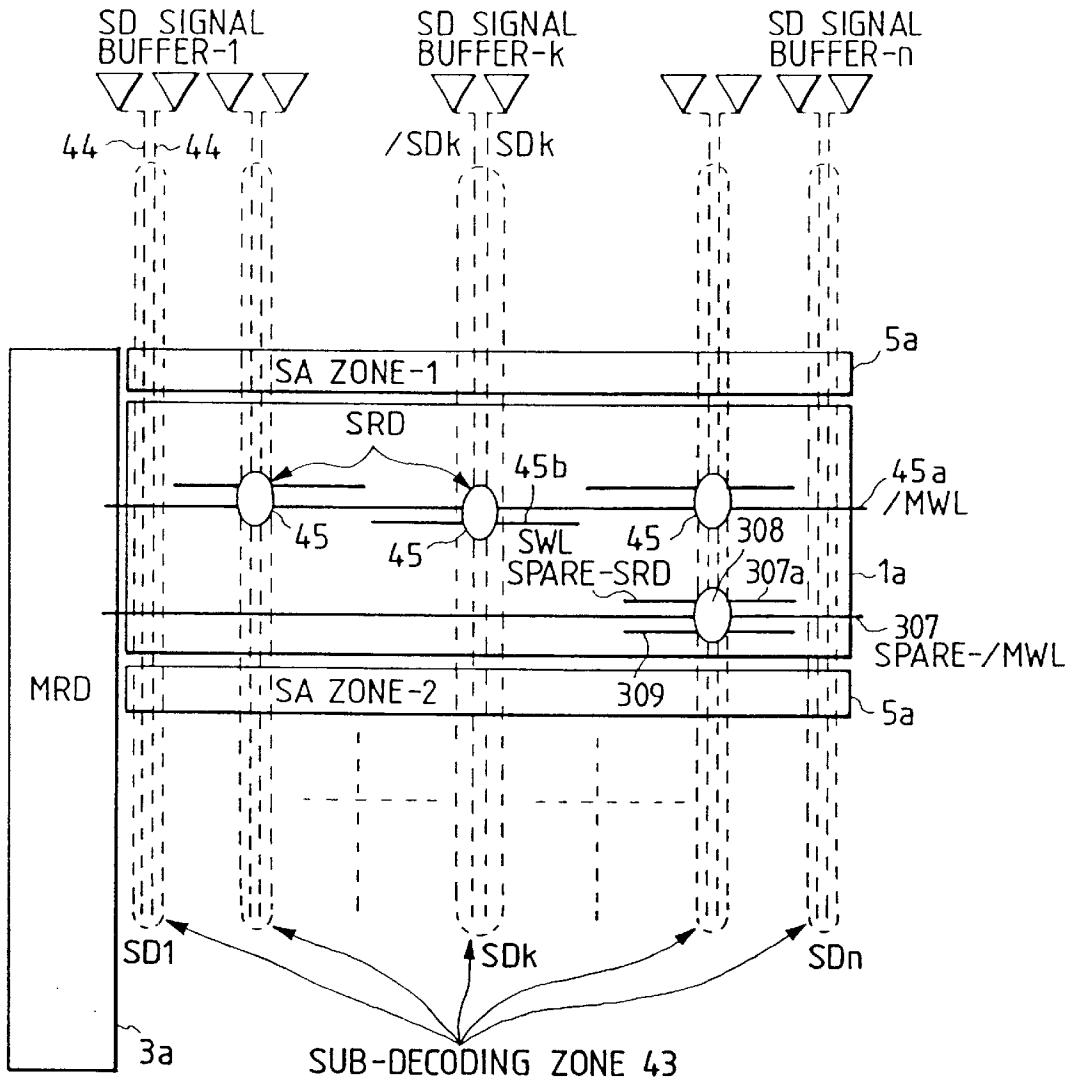 SD SIGNAL
BUFFER-1
SD SIGNAL
BUFFER-k
SD SIGNAL
BUFFER-n
44
44
/SDk
SDk
5a
SA ZONE-1
SRD
45b
45a
/MWL
45
45
SWL
45
308
SPARE-SRD
307a
1a
307
SPARE-/MWL
MRD
SA ZONE-2
309
5a
SD1
SDk
SDn
3a
SUB-DECODING ZONE 43